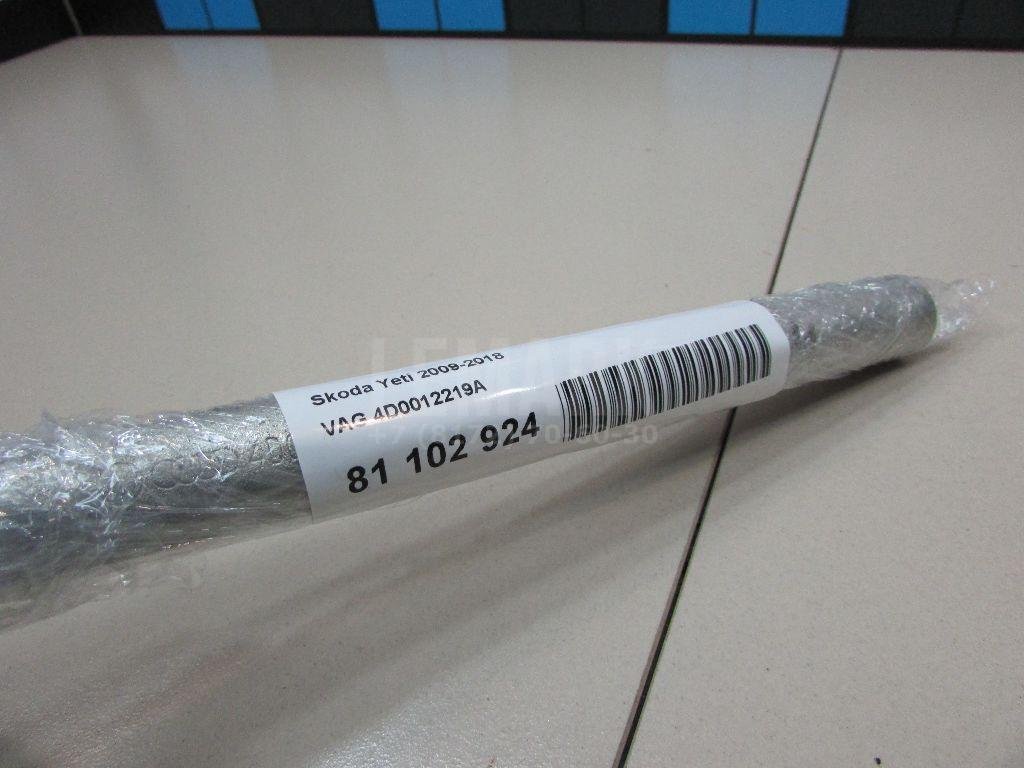 Skoda Yeti 2009-2018
VAG 4D0012219A
81 102 924